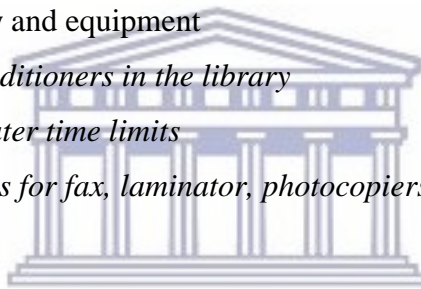 y and equipment
ditioners in the library
ter time limits
s for fax, laminator, photocopiers